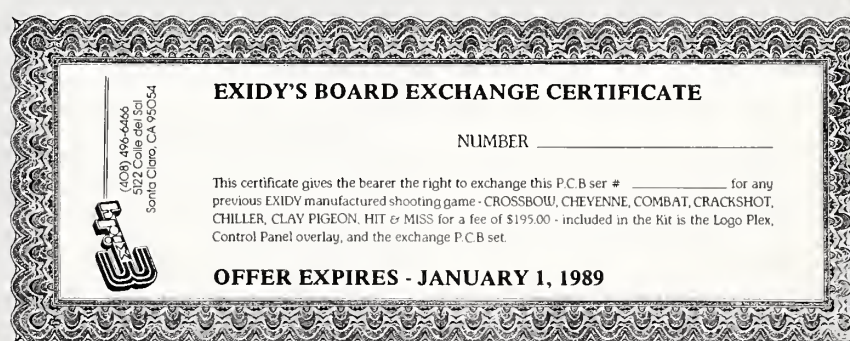 EXIDY'S BOARD EXCHANGE CERTIFICATE
NUMBER
This certificate gives the bearer the right to exchange this P.C.B ser # for any
previous EXIDY manufactured shooting game - CROSSBOW, CHEYENNE, COMBAT, CRACKSHOT,
CHILLER, CLAY PIGEON, HIT & MISS for a fee of $195.00 - included in the Kit is the Logo Plex,
Control Panel overlay, and the exchange P.C.B set.
OFFER EXPIRES - JANUARY 1, 1989
(408) 496-6466
5122 Calle del Sol
Santa Clara, CA 95054